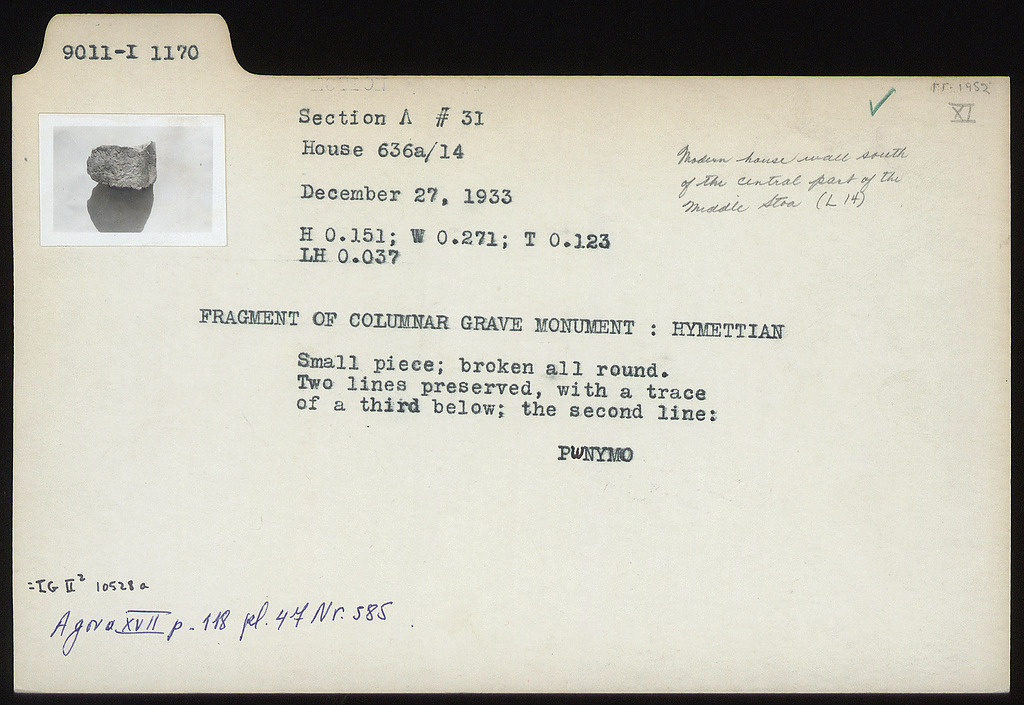 9011-I 1170
Section Λ # 31
House 636a/14
December 27, 1933
H 0.151; W 0.271; T 0.123
LH 0.037
1952
XI
Modern house wall south
of the central part of the
Middle Stoa (L 14)
FRAGMENT OF COLUMNAR GRAVE MONUMENT : HYMETTIAN
Small piece; broken all round.
Two lines preserved, with a trace
of a third below; the second line:
PWNYMO
=IG II² 10528a
Agora XVII p. 118 pl. 47 Nr. 585.